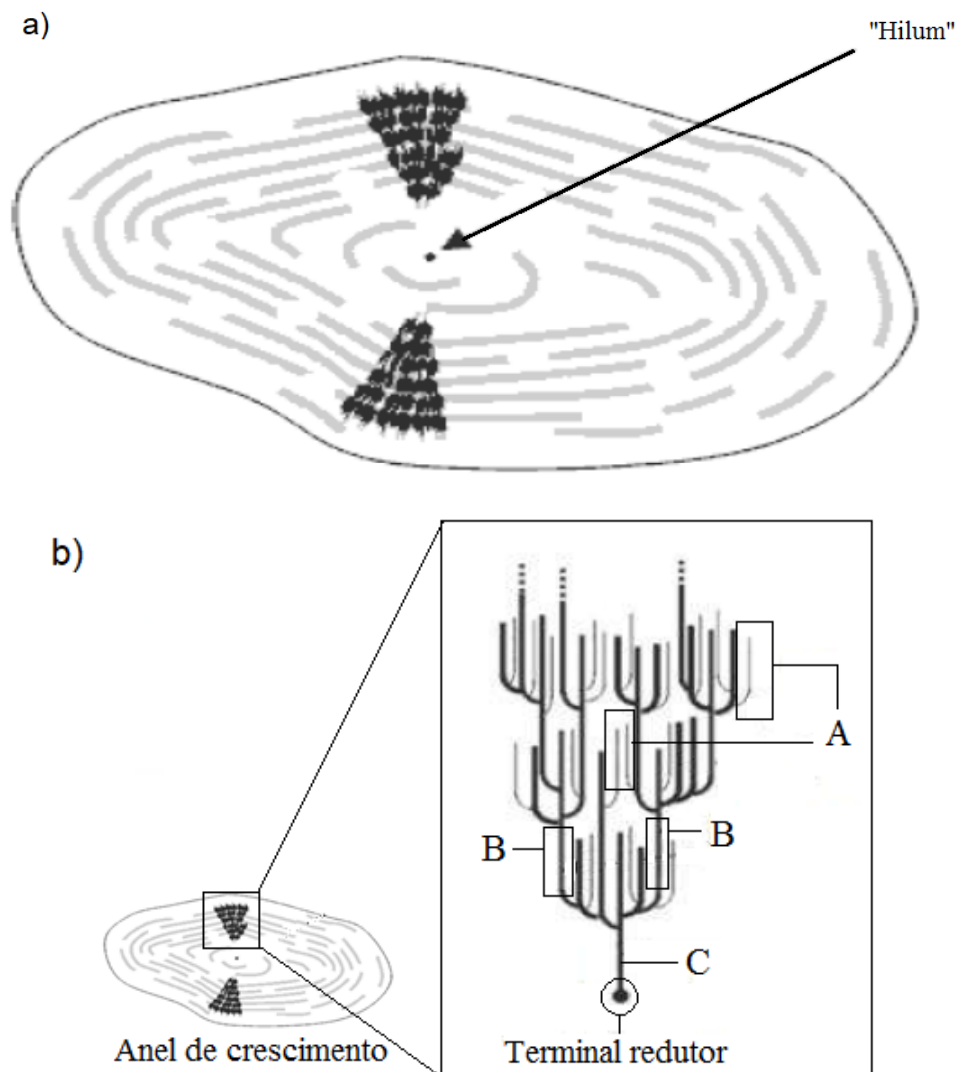 a)
"Hilum"
b)
A
B
B
C
Anel de crescimento
Terminal redutor